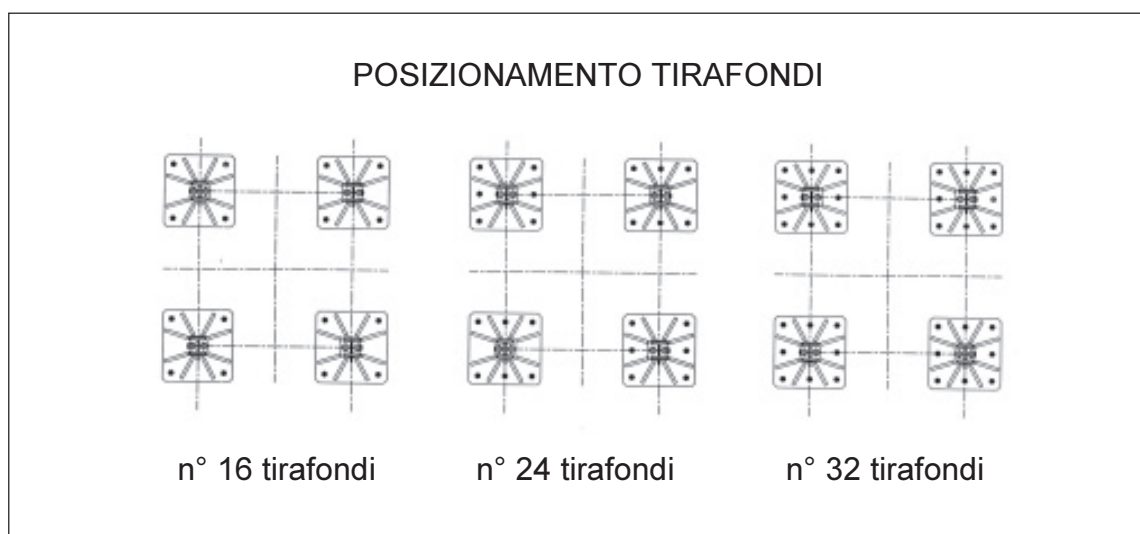 POSIZIONAMENTO TIRAFONDI
n° 16 tirafondi
n° 24 tirafondi
n° 32 tirafondi